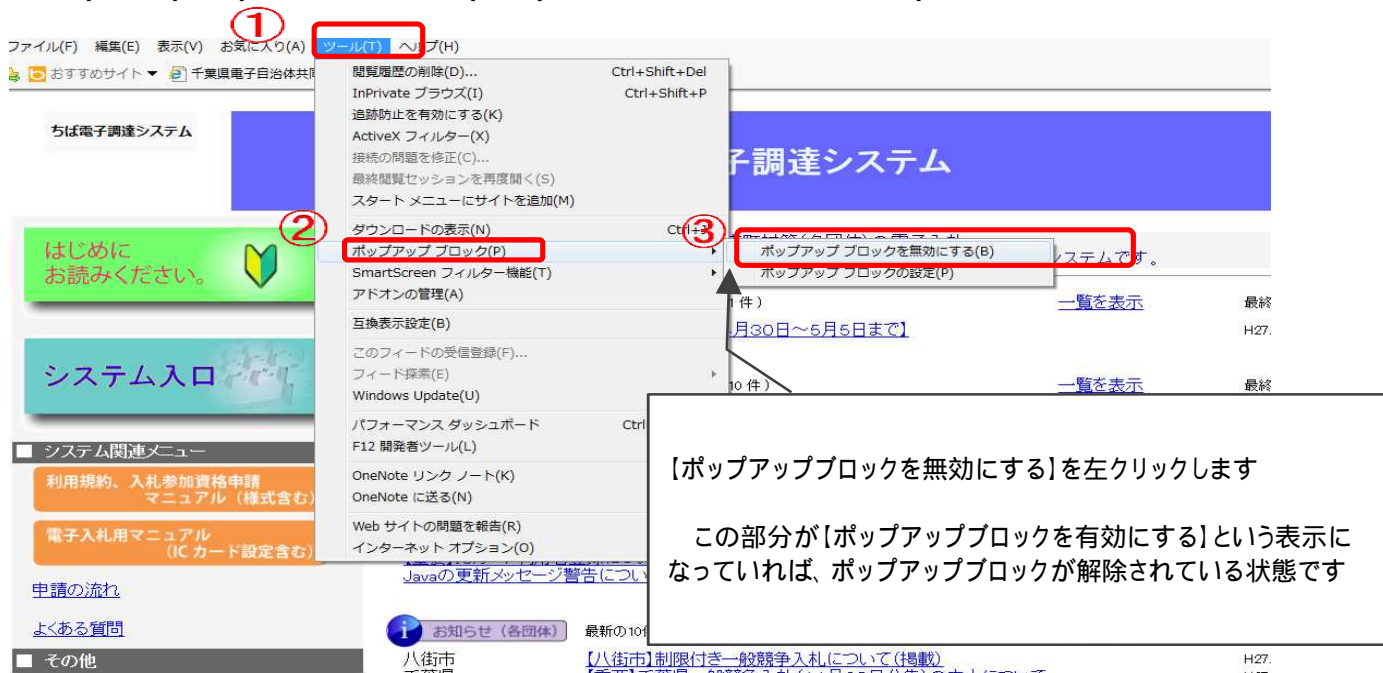 ①
ファイル(F) 編集(E) 表示(V) お気に入り(A) ツール(T) ヘルプ(H)
おすすめサイト▼ 千葉県電子自治体共同
ちば電子調達システム
子調達システム
はじめに
お読みください。
システム入口
■ システム関連メニュー
利用規約、入札参加資格申請
マニュアル（様式含む）
電子入札用マニュアル
(ICカード設定含む)
申請の流れ
よくある質問
■ その他
閲覧履歴の削除(D)... Ctrl+Shift+Del
InPrivate ブラウズ(I) Ctrl+Shift+P
追跡防止を有効にする(K)
ActiveX フィルター(X)
接続の問題を修正(C)...
最終閲覧セッションを再度開く(S)
スタート メニューにサイトを追加(M)
ダウンロードの表示(N) Ctrl+J
② ポップアップ ブロック(P)
SmartScreen フィルター機能(T)
アドオンの管理(A)
互換表示設定(B)
このフィードの受信登録(F)...
フィード探索(E)
Windows Update(U)
パフォーマンス ダッシュボード Ctrl
F12 開発者ツール(L)
OneNote リンク ノート(K)
OneNote に送る(N)
Web サイトの問題を報告(R)
インターネット オプション(O)
③ ポップアップ ブロックを無効にする(B)
ポップアップ ブロックの設定(P)
システムです。
件） 一覧を表示 最終
月30日～5月5日まで】 H27.
10 件） 一覧を表示 最終
【ポップアップブロックを無効にする】を左クリックします
この部分が【ポップアップブロックを有効にする】という表示に
なっていれば、ポップアップブロックが解除されている状態です
Javaの更新メッセージ警告につい
お知らせ（各団体） 最新の10件
八街市 【八街市】制限付き一般競争入札について(掲載) H27.